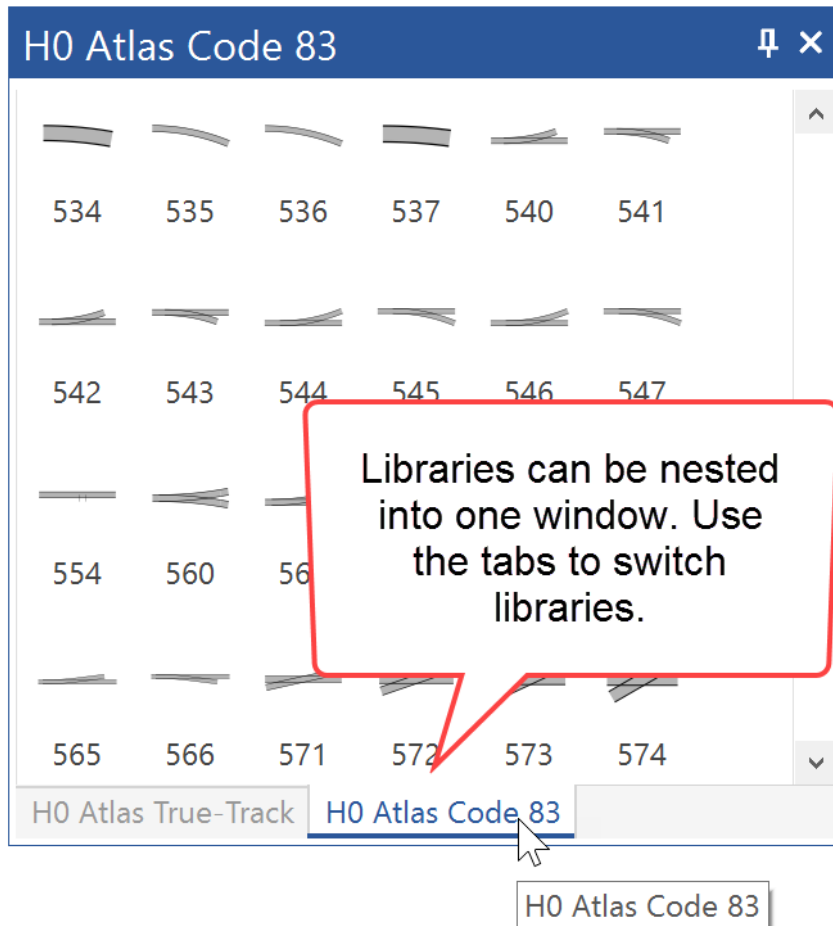 H0 Atlas Code 83
534 535 536 537 540 541
542 543 544 545 546 547
Libraries can be nested
into one window. Use
the tabs to switch
libraries.
554 560
565 566 571 572 573 574
H0 Atlas True-Track H0 Atlas Code 83
H0 Atlas Code 83